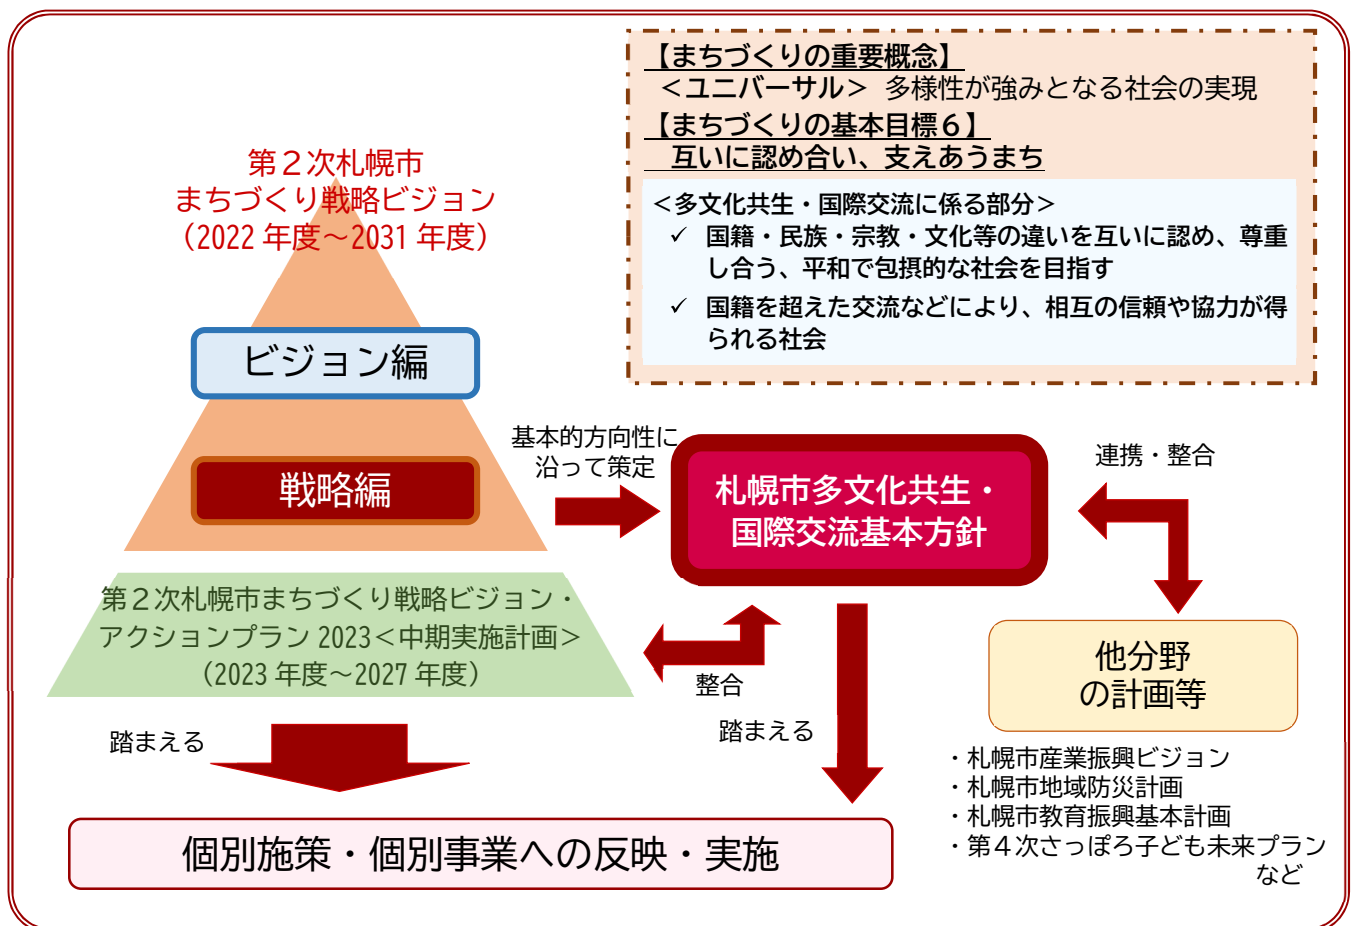 【まちづくりの重要概念】
＜ユニバーサル＞ 多様性が強みとなる社会の実現
【まちづくりの基本目標６】
互いに認め合い、支えあうまち
＜多文化共生・国際交流に係る部分＞
✓ 国籍・民族・宗教・文化等の違いを互いに認め、尊重
し合う、平和で包摂的な社会を目指す
✓ 国籍を超えた交流などにより、相互の信頼や協力が得
られる社会
第２次札幌市
まちづくり戦略ビジョン
（2022 年度～2031 年度）
ビジョン編
戦略編
基本的方向性に
沿って策定
札幌市多文化共生・
国際交流基本方針
連携・整合
第２次札幌市まちづくり戦略ビジョン・
アクションプラン 2023＜中期実施計画＞
（2023 年度～2027 年度）
整合
他分野
の計画等
踏まえる
踏まえる
・札幌市産業振興ビジョン
・札幌市地域防災計画
・札幌市教育振興基本計画
・第４次さっぽろ子ども未来プラン
など
個別施策・個別事業への反映・実施